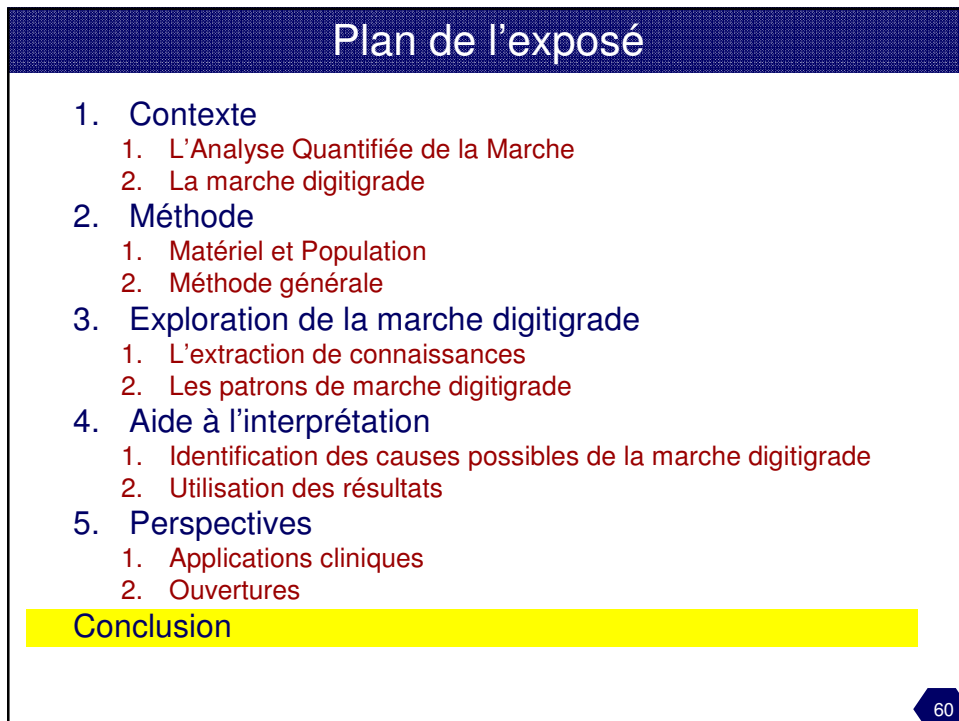 Plan de l'exposé
1. Contexte
1. L'Analyse Quantifiée de la Marche
2. La marche digitigrade
2. Méthode
1. Matériel et Population
2. Méthode générale
3. Exploration de la marche digitigrade
1. L'extraction de connaissances
2. Les patrons de marche digitigrade
4. Aide à l'interprétation
1. Identification des causes possibles de la marche digitigrade
2. Utilisation des résultats
5. Perspectives
1. Applications cliniques
2. Ouvertures
Conclusion
60